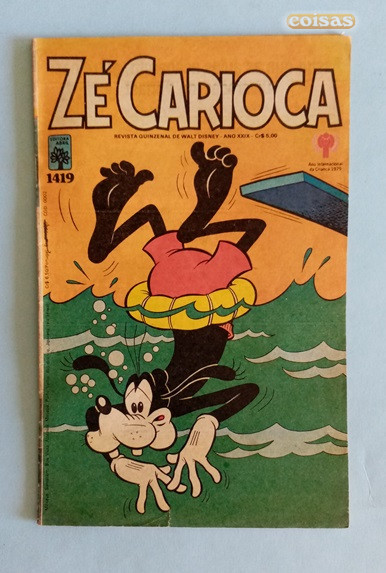 coisas
ZÉ CARIOCA
REVISTA QUINZENAL DE WALT DISNEY - ANO XXIX - Cr$ 5,00
EDITORA
ABRIL
1419
Ano Internacional
da Criança 1979